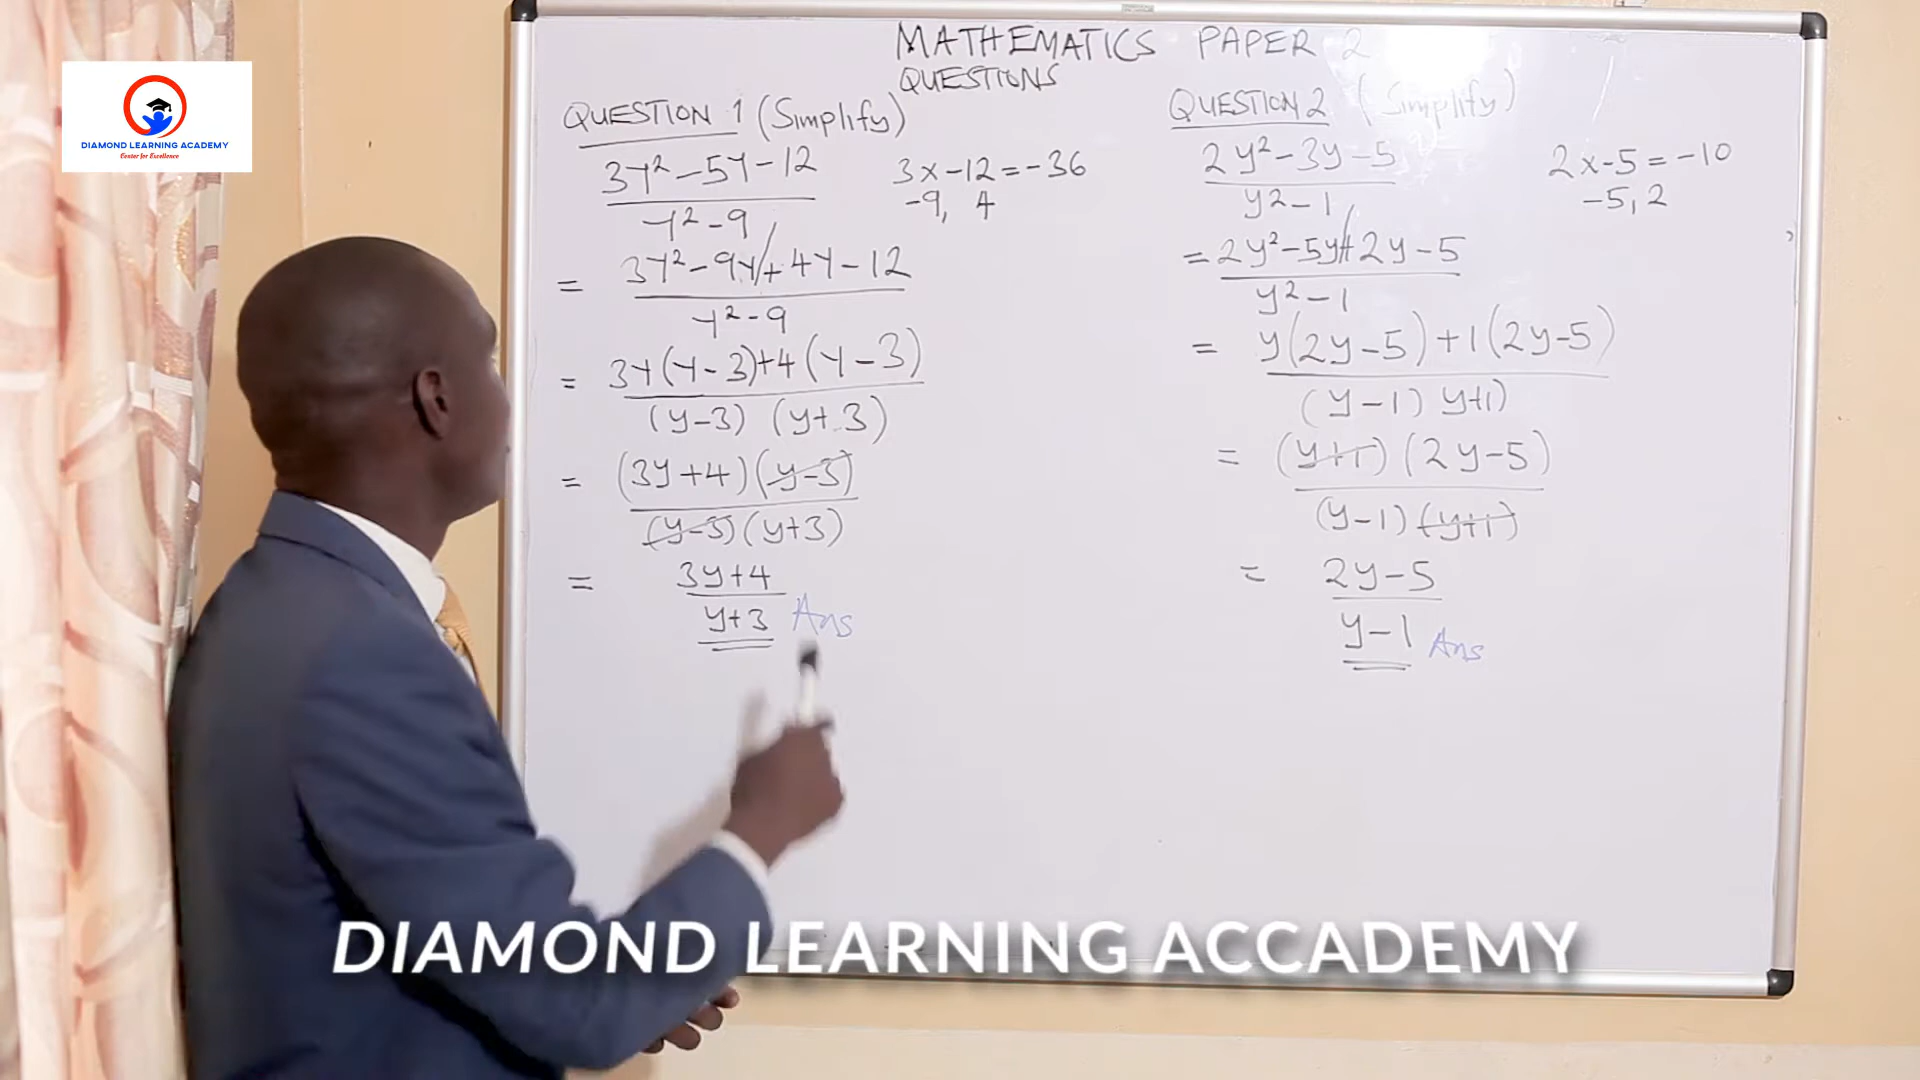 DIAMOND LEARNING ACADEMY
Center for Excellence
MATHEMATICS PAPER 2
QUESTIONS
QUESTION 1 (Simplify)
3y² - 5y - 12
y² - 9
3 x -12 = -36
-9, 4
= 3y² - 9y + 4y - 12
y² - 9
= 3y(y - 3) + 4(y - 3)
(y - 3) (y + 3)
= (3y + 4)(y - 3)
(y - 3)(y + 3)
= 3y + 4
y + 3 Ans
QUESTION 2 (Simplify)
2y² - 3y - 5
y² - 1
2 x -5 = -10
-5, 2
= 2y² - 5y + 2y - 5
y² - 1
= y(2y - 5) + 1(2y - 5)
(y - 1) y + 1)
= (y + 1)(2y - 5)
(y - 1)(y + 1)
= 2y - 5
y - 1 Ans
DIAMOND LEARNING ACCADEMY